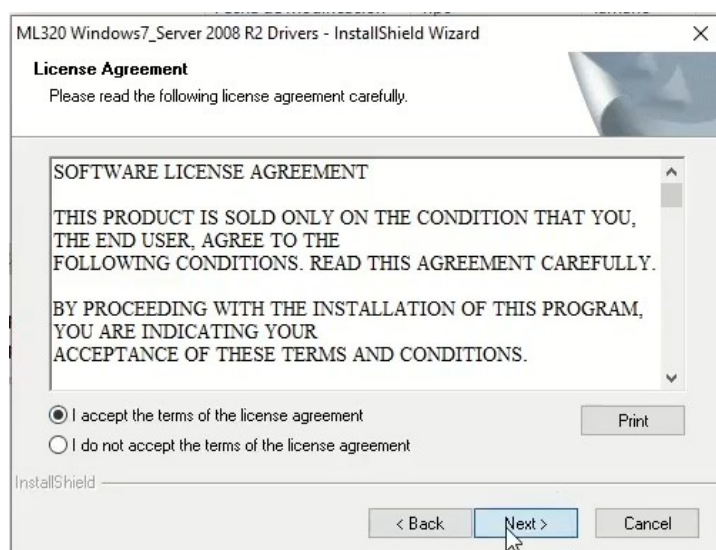 ML320 Windows7_Server 2008 R2 Drivers - InstallShield Wizard
License Agreement
Please read the following license agreement carefully.
SOFTWARE LICENSE AGREEMENT
THIS PRODUCT IS SOLD ONLY ON THE CONDITION THAT YOU,
THE END USER, AGREE TO THE
FOLLOWING CONDITIONS. READ THIS AGREEMENT CAREFULLY.
BY PROCEEDING WITH THE INSTALLATION OF THIS PROGRAM,
YOU ARE INDICATING YOUR
ACCEPTANCE OF THESE TERMS AND CONDITIONS.
I accept the terms of the license agreement
Print
I do not accept the terms of the license agreement
InstallShield
< Back Next > Cancel